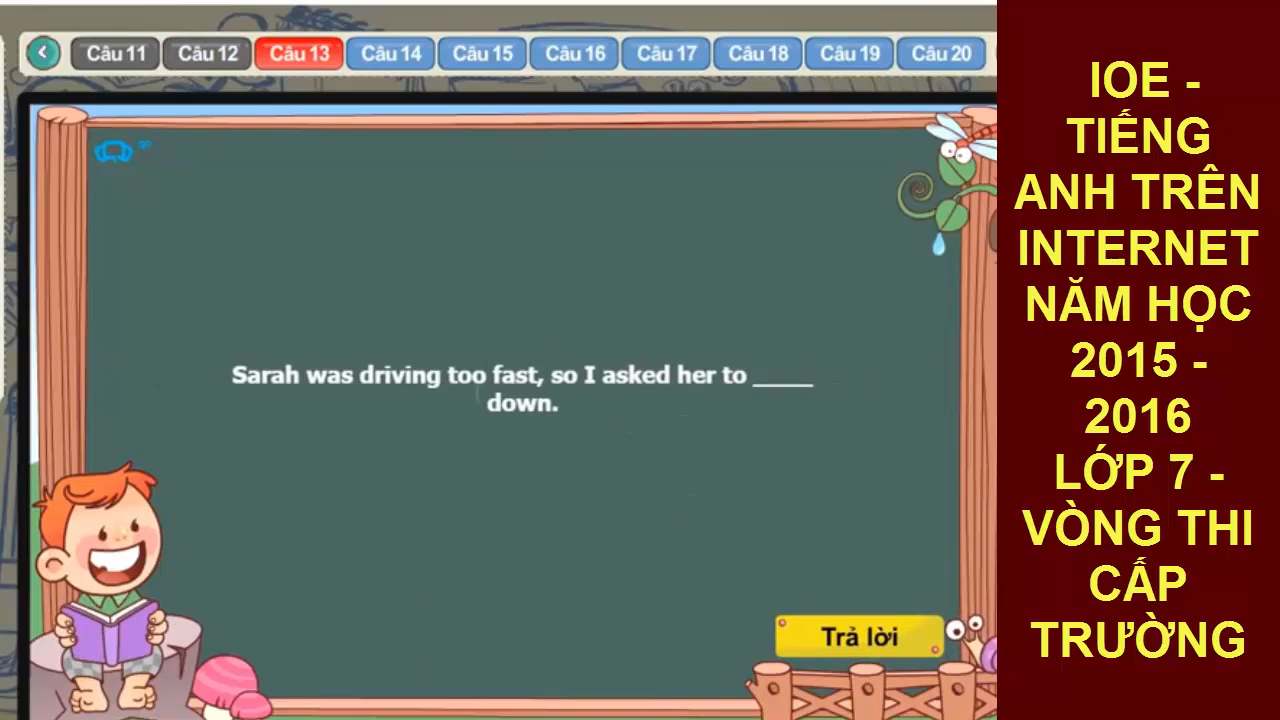 Câu 11 Câu 12 Câu 13 Câu 14 Câu 15 Câu 16 Câu 17 Câu 18 Câu 19 Câu 20
Sarah was driving too fast, so I asked her to ____
down.
Trả lời
IOE -
TIẾNG
ANH TRÊN
INTERNET
NĂM HỌC
2015 -
2016
LỚP 7 -
VÒNG THI
CẤP
TRƯỜNG